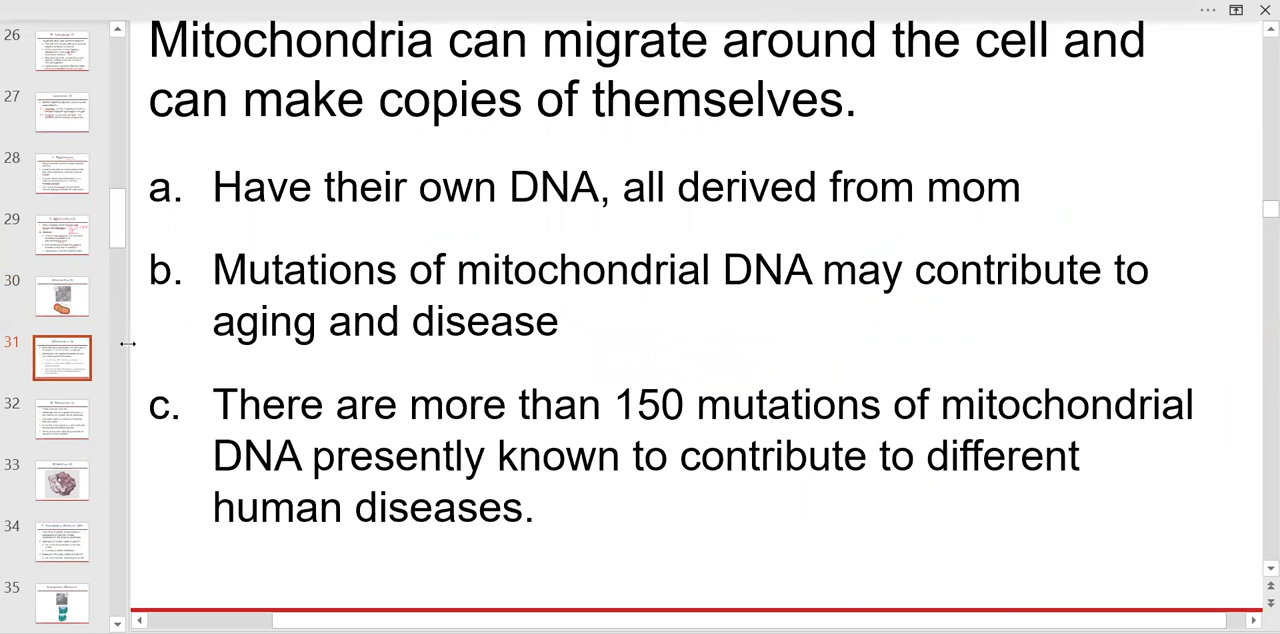 Mitochondria can migrate around the cell and
can make copies of themselves.
a. Have their own DNA, all derived from mom
b. Mutations of mitochondrial DNA may contribute to
aging and disease
c. There are more than 150 mutations of mitochondrial
DNA presently known to contribute to different
human diseases.
26
27
28
29
30
31
32
33
34
35